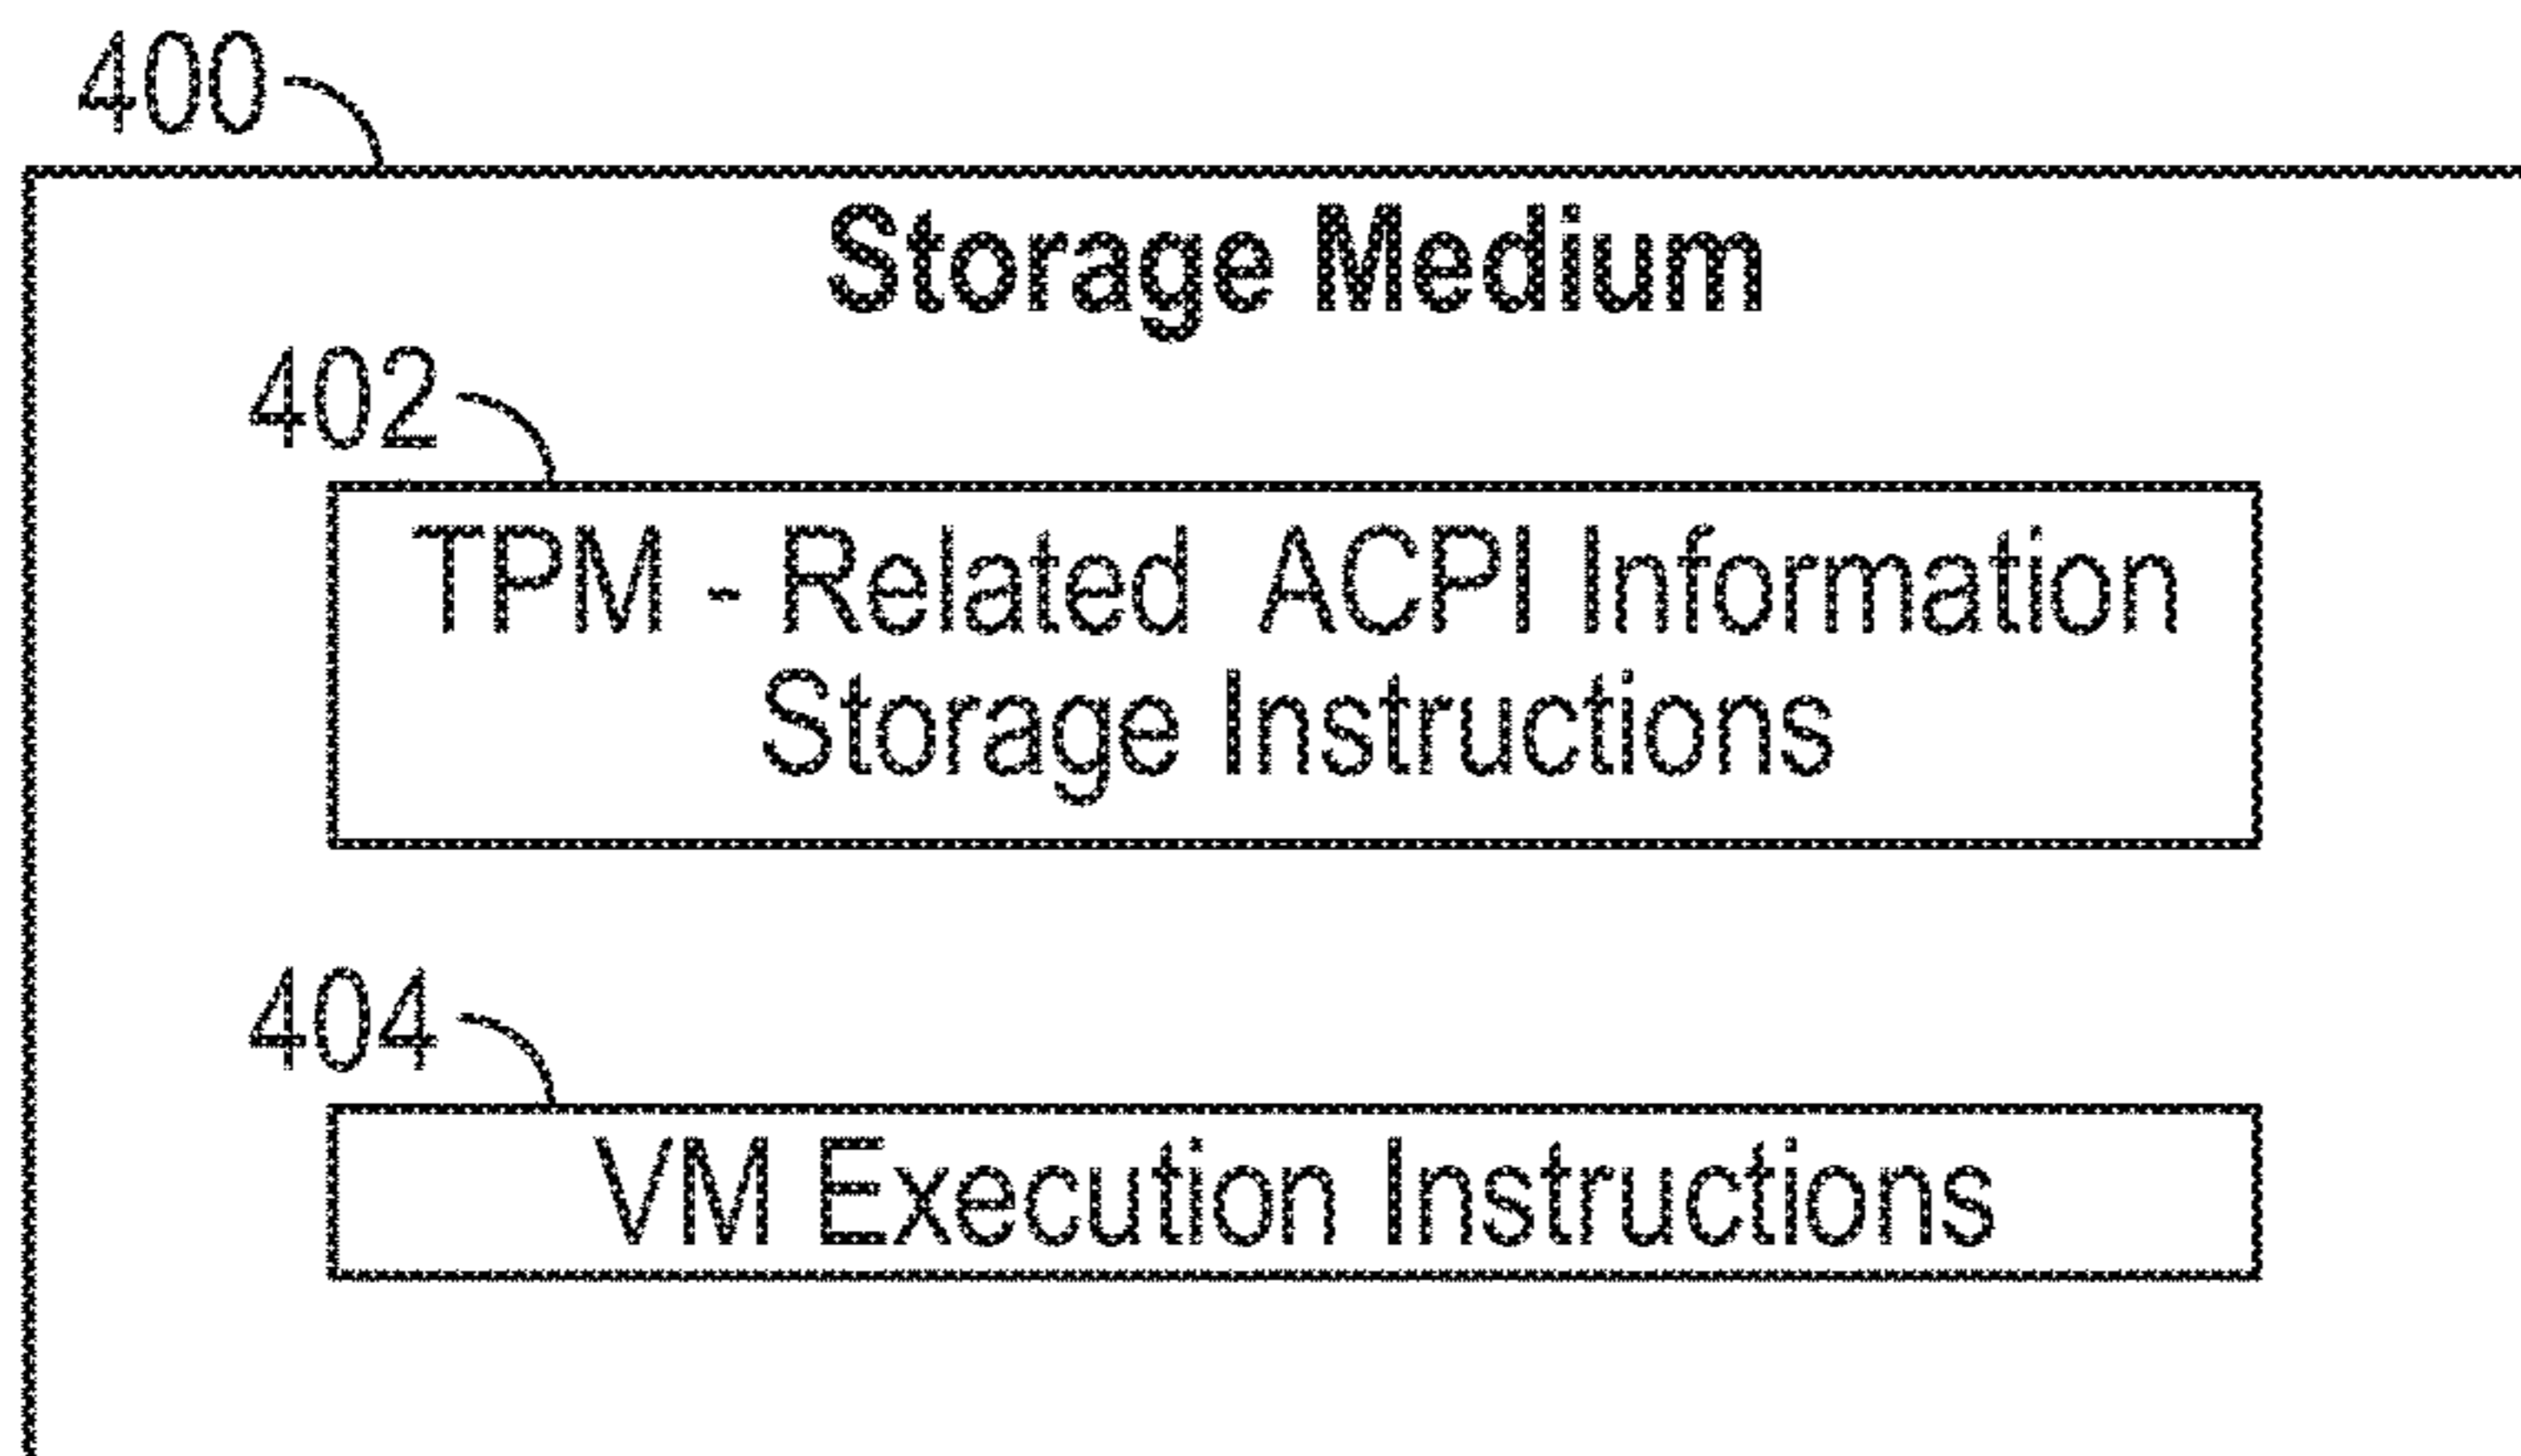 400
Storage Medium
402
TPM - Related ACPI Information
Storage Instructions
404
VM Execution Instructions